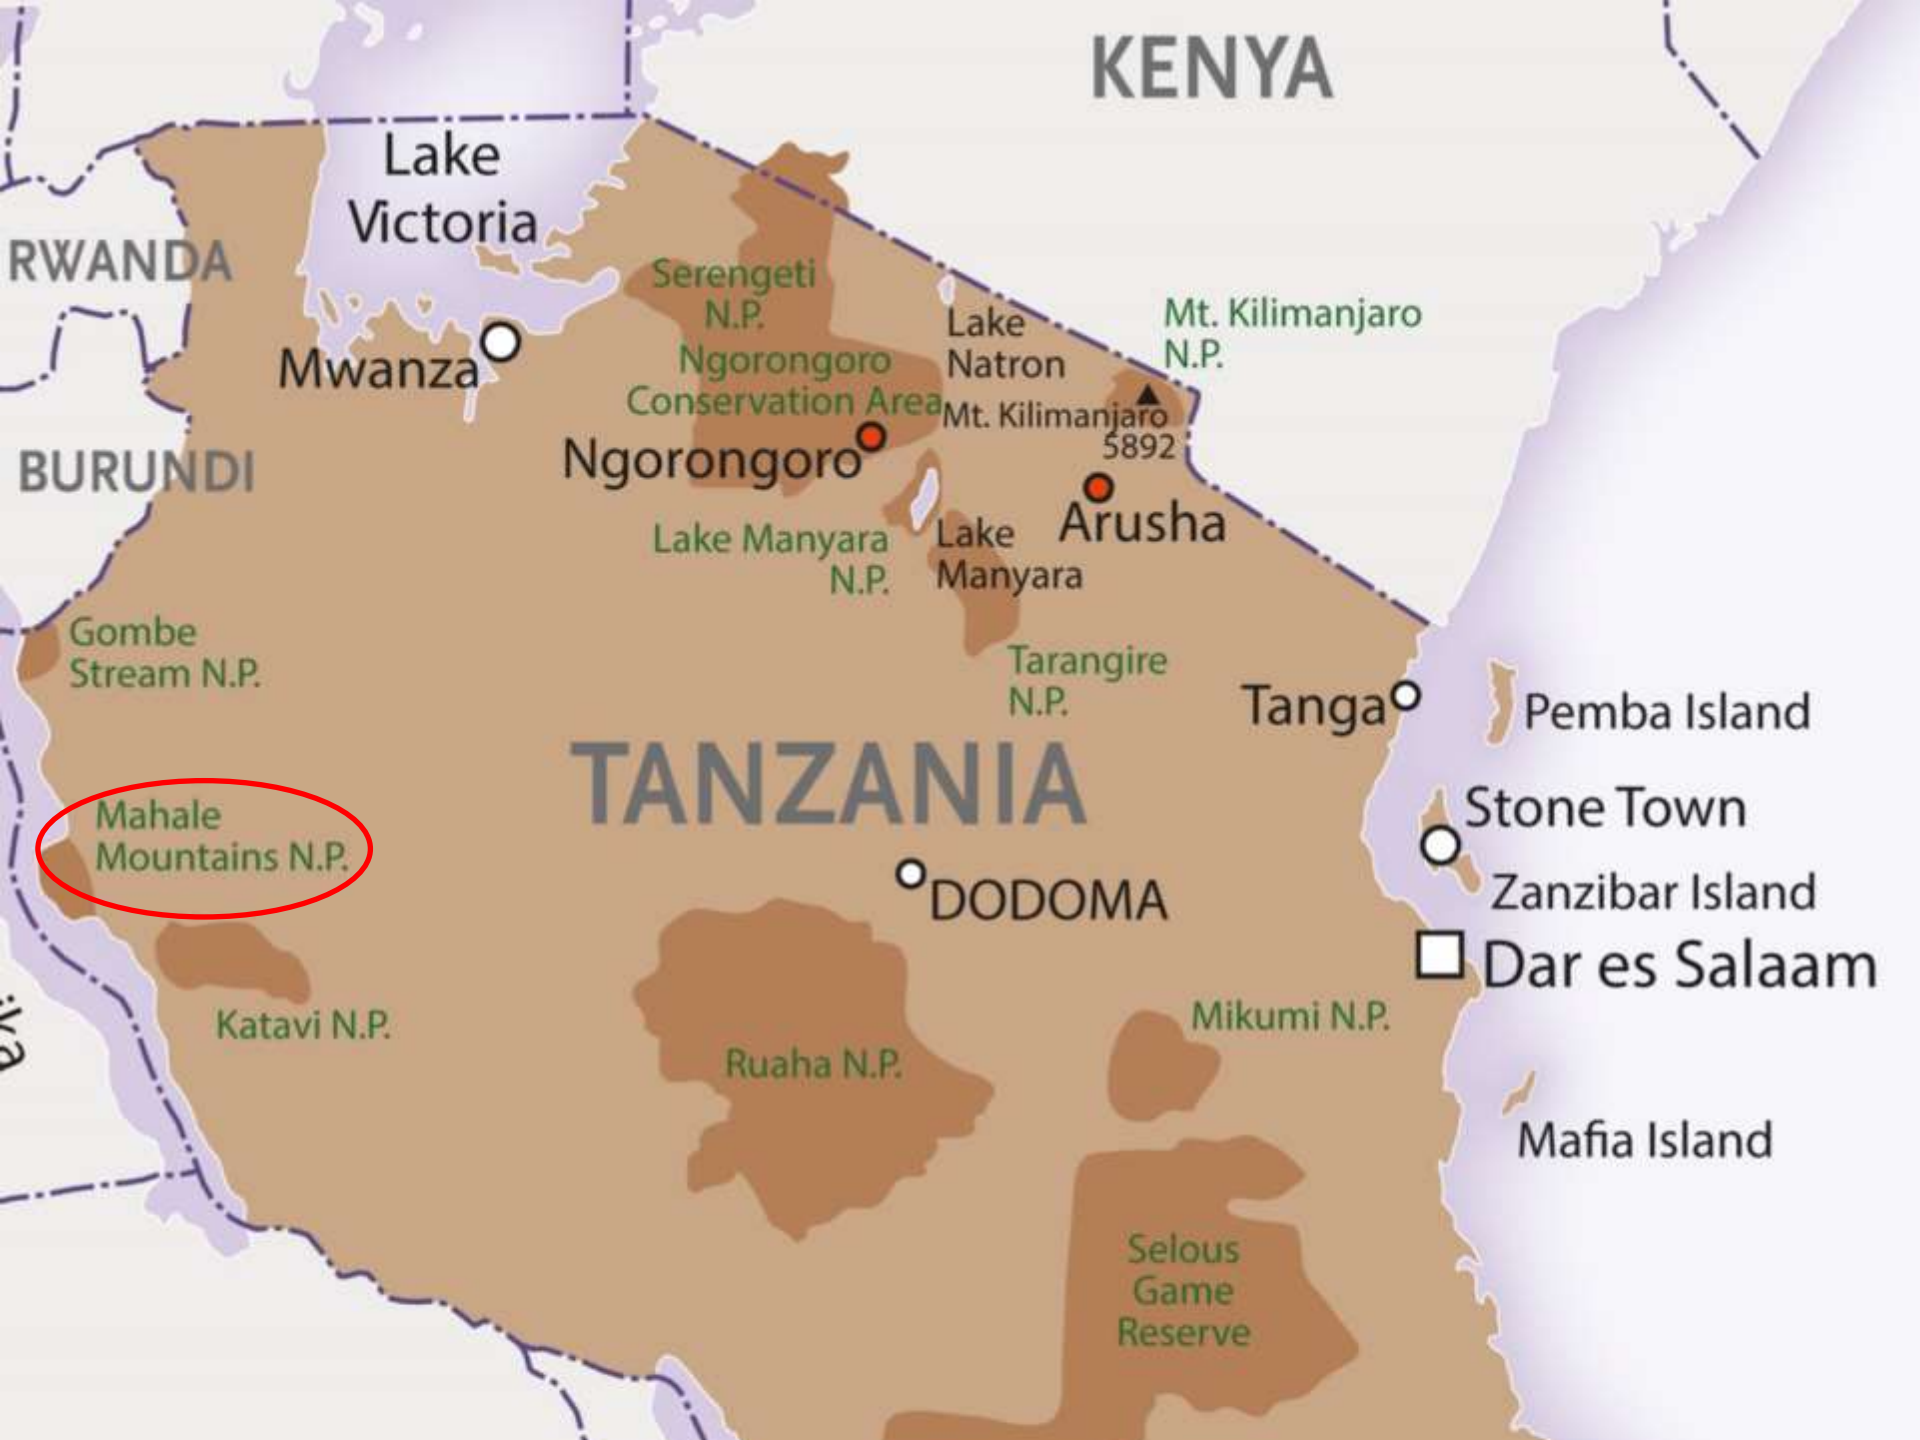 KENYA
Lake
Victoria
RWANDA
Serengeti
N.P.
Mt. Kilimanjaro
N.P.
Lake
Natron
Mwanza
Ngorongoro
Conservation Area
Mt. Kilimanjaro
5892
Ngorongoro
BURUNDI
Arusha
Lake Manyara
N.P.
Lake
Manyara
Gombe
Stream N.P.
Tarangire
N.P.
Tanga
Pemba Island
TANZANIA
Mahale
Mountains N.P.
Stone Town
DODOMA
Zanzibar Island
Dar es Salaam
Katavi N.P.
Mikumi N.P.
Ruaha N.P.
Mafia Island
Selous
Game
Reserve